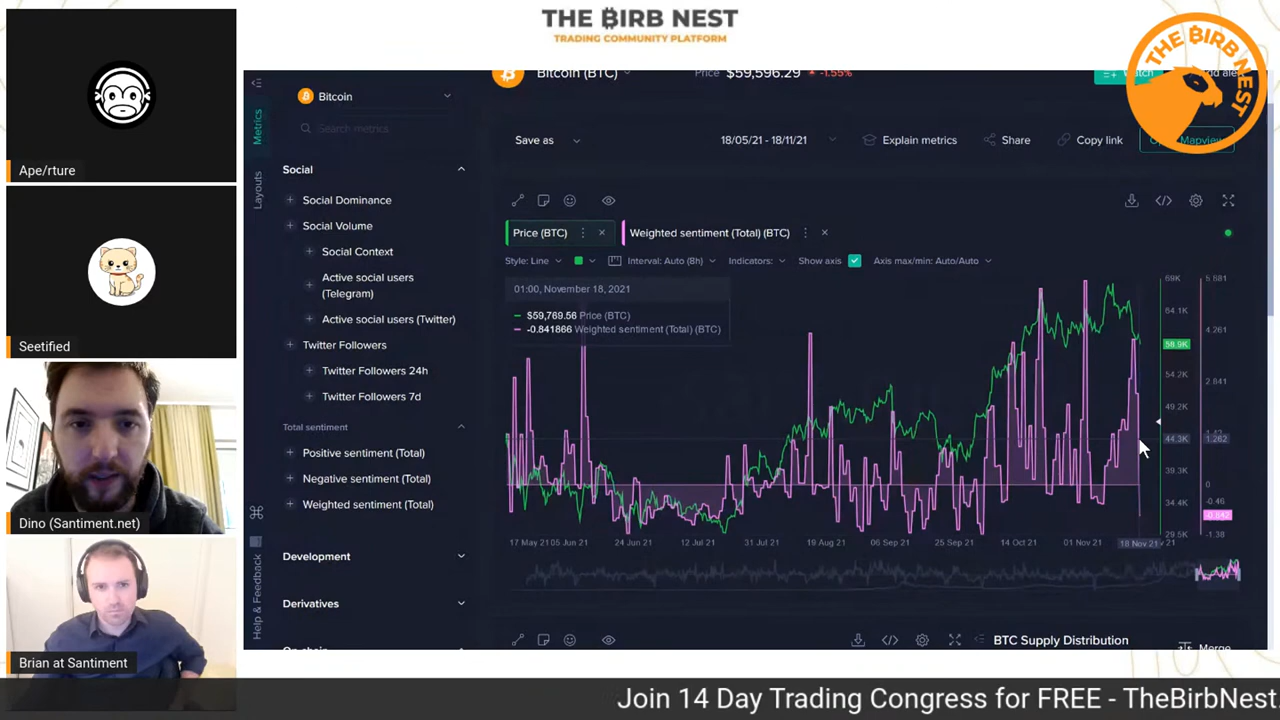 THE BIRB NEST
TRADING COMMUNITY PLATFORM
THE BIRB NEST
Ape/rture
Seetified
Dino (Santiment.net)
Brian at Santiment
Metrics
Layouts
Help & Feedback
Bitcoin
Search metrics
Social
Social Dominance
Social Volume
Social Context
Active social users
(Telegram)
Active social users (Twitter)
Twitter Followers
Twitter Followers 24h
Twitter Followers 7d
Total sentiment
Positive sentiment (Total)
Negative sentiment (Total)
Weighted sentiment (Total)
Development
Derivatives
Bitcoin (BTC)
Price $59,596.29 1.55%
Save as
18/05/21 - 18/11/21
Explain metrics
Share
Copy link
Mapview
Price (BTC)
Weighted sentiment (Total) (BTC)
Style: Line
Interval: Auto (8h)
Indicators:
Show axis
Axis max/min: Auto/Auto
01:00, November 18, 2021
$59,769.56 Price (BTC)
-0.841866 Weighted sentiment (Total) (BTC)
69K 5.681
64.1K 4.261
58.9K
54.2K 2.841
49.2K
44.3K 1.262
39.3K 0
34.4K -0.46
-0.842
29.5K -1.38
17 May 21 05 Jun 21 24 Jun 21 12 Jul 21 31 Jul 21 19 Aug 21 06 Sep 21 25 Sep 21 14 Oct 21 01 Nov 21 18 Nov 21
BTC Supply Distribution
Merge
Join 14 Day Trading Congress for FREE - TheBirbNest.